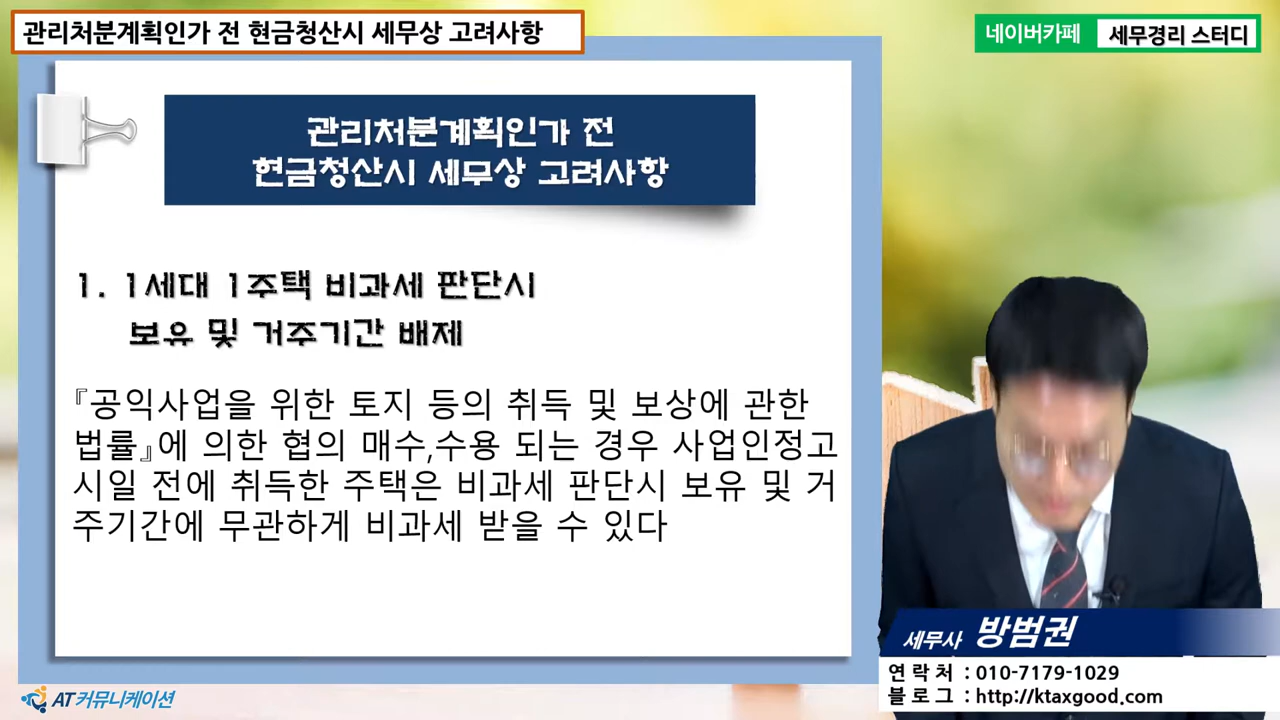 관리처분계획인가 전 현금청산시 세무상 고려사항
네이버카페 세무경리 스터디
관리처분계획인가 전
현금청산시 세무상 고려사항
1. 1세대 1주택 비과세 판단시
보유 및 거주기간 배제
『공익사업을 위한 토지 등의 취득 및 보상에 관한
법률』에 의한 협의 매수,수용 되는 경우 사업인정고
시일 전에 취득한 주택은 비과세 판단시 보유 및 거
주기간에 무관하게 비과세 받을 수 있다
세무사 방범권
연락처 : 010-7179-1029
블로그 : http://ktaxgood.com
AT커뮤니케이션